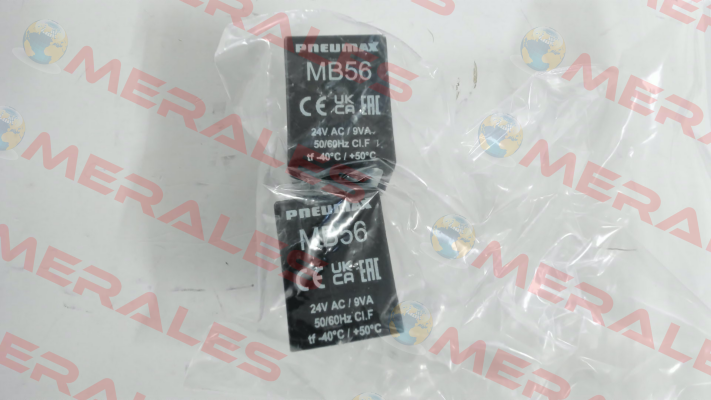 PNEUMAX
MB56
CE UK CA EAC
24V AC / 9VA
50/60Hz Cl.F
tf -40°C / +50°C
PNEUMAX
MB56
CE UK CA EAC
24V AC / 9VA
50/60Hz Cl.F
tf -40°C / +50°C
MERALES
MERALES
MERALES
MERALES
MERALES
MERALES